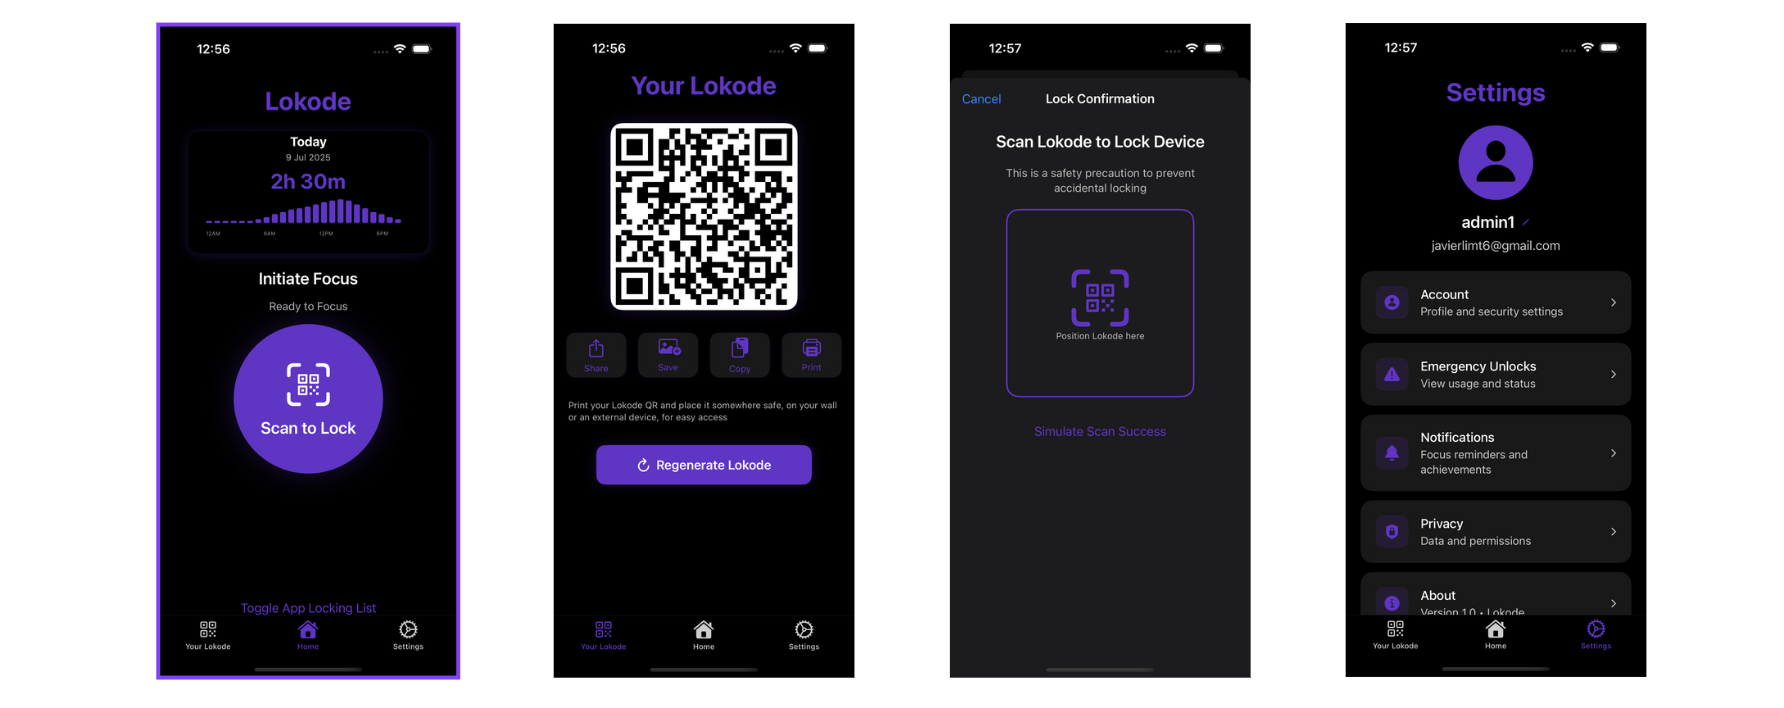 12:56
Lokode
Today
9 Jul 2025
2h 30m
12AM 6AM 12PM 6PM
Initiate Focus
Ready to Focus
Scan to Lock
Toggle App Locking List
Your Lokode Home Settings
12:56
Your Lokode
Share Save Copy Print
Print your Lokode QR and place it somewhere safe, on your wall
or an external device, for easy access
Regenerate Lokode
Your Lokode Home Settings
12:57
Cancel Lock Confirmation
Scan Lokode to Lock Device
This is a safety precaution to prevent
accidental locking
Position Lokode here
Simulate Scan Success
12:57
Settings
admin1
javierlimt6@gmail.com
Account
Profile and security settings
Emergency Unlocks
View usage and status
Notifications
Focus reminders and
achievements
Privacy
Data and permissions
About
Version 1.0 • Lokode
Your Lokode Home Settings